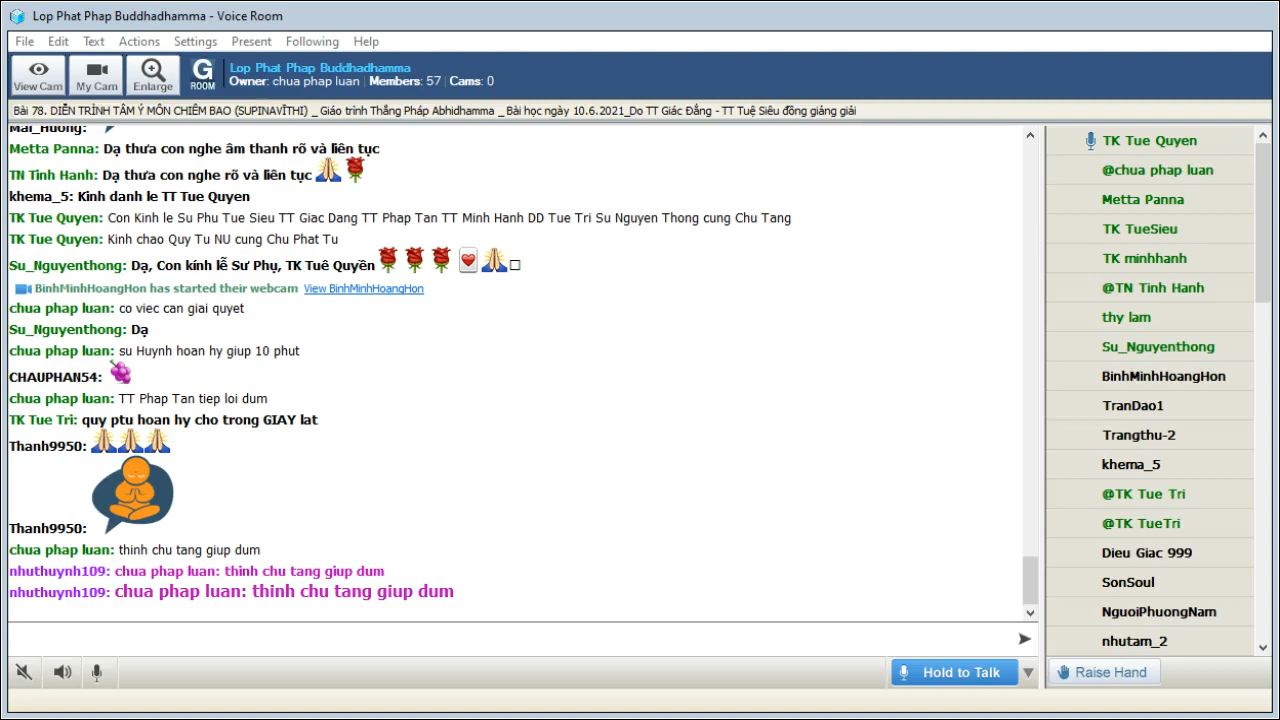 Lop Phat Phap Buddhadhamma - Voice Room
File Edit Text Actions Settings Present Following Help
View Cam My Cam Enlarge G ROOM
Lop Phat Phap Buddhadhamma
Owner: chua phap luan | Members: 57 | Cams: 0
Bài 78. DIỄN TRÌNH TÂM Ý MÔN CHIÊM BAO (SUPINAVĪTHI) _ Giáo trình Thắng Pháp Abhidhamma _ Bài học ngày 10.6.2021_Do TT Giác Đẳng - TT Tuệ Siêu đồng giảng giải
Mai_Huong:
Metta Panna: Dạ thưa con nghe âm thanh rõ và liên tục
TN Tinh Hanh: Dạ thưa con nghe rõ và liên tục
khema_5: Kinh danh le TT Tue Quyen
TK Tue Quyen: Con Kinh le Su Phu Tue Sieu TT Giac Dang TT Phap Tan TT Minh Hanh DD Tue Tri Su Nguyen Thong cung Chu Tang
TK Tue Quyen: Kinh chao Quy Tu NU cung Chu Phat Tu
Su_Nguyenthong: Dạ, Con kính lễ Sư Phụ, TK Tuê Quyền
BinhMinhHoangHon has started their webcam View BinhMinhHoangHon
chua phap luan: co viec can giai quyet
Su_Nguyenthong: Dạ
chua phap luan: su Huynh hoan hy giup 10 phut
CHAUPHAN54:
chua phap luan: TT Phap Tan tiep loi dum
TK Tue Tri: quy ptu hoan hy cho trong GIAY lat
Thanh9950:
Thanh9950:
chua phap luan: thinh chu tang giup dum
nhuthuynh109: chua phap luan: thinh chu tang giup dum
nhuthuynh109: chua phap luan: thinh chu tang giup dum
Hold to Talk
TK Tue Quyen
@chua phap luan
Metta Panna
TK TueSieu
TK minhhanh
@TN Tinh Hanh
thy lam
Su_Nguyenthong
BinhMinhHoangHon
TranDao1
Trangthu-2
khema_5
@TK Tue Tri
@TK TueTri
Dieu Giac 999
SonSoul
NguoiPhuongNam
nhutam_2
Raise Hand